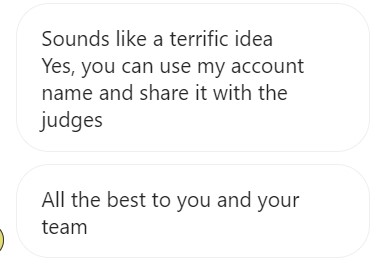 Sounds like a terrific idea
Yes, you can use my account
name and share it with the
judges
All the best to you and your
team